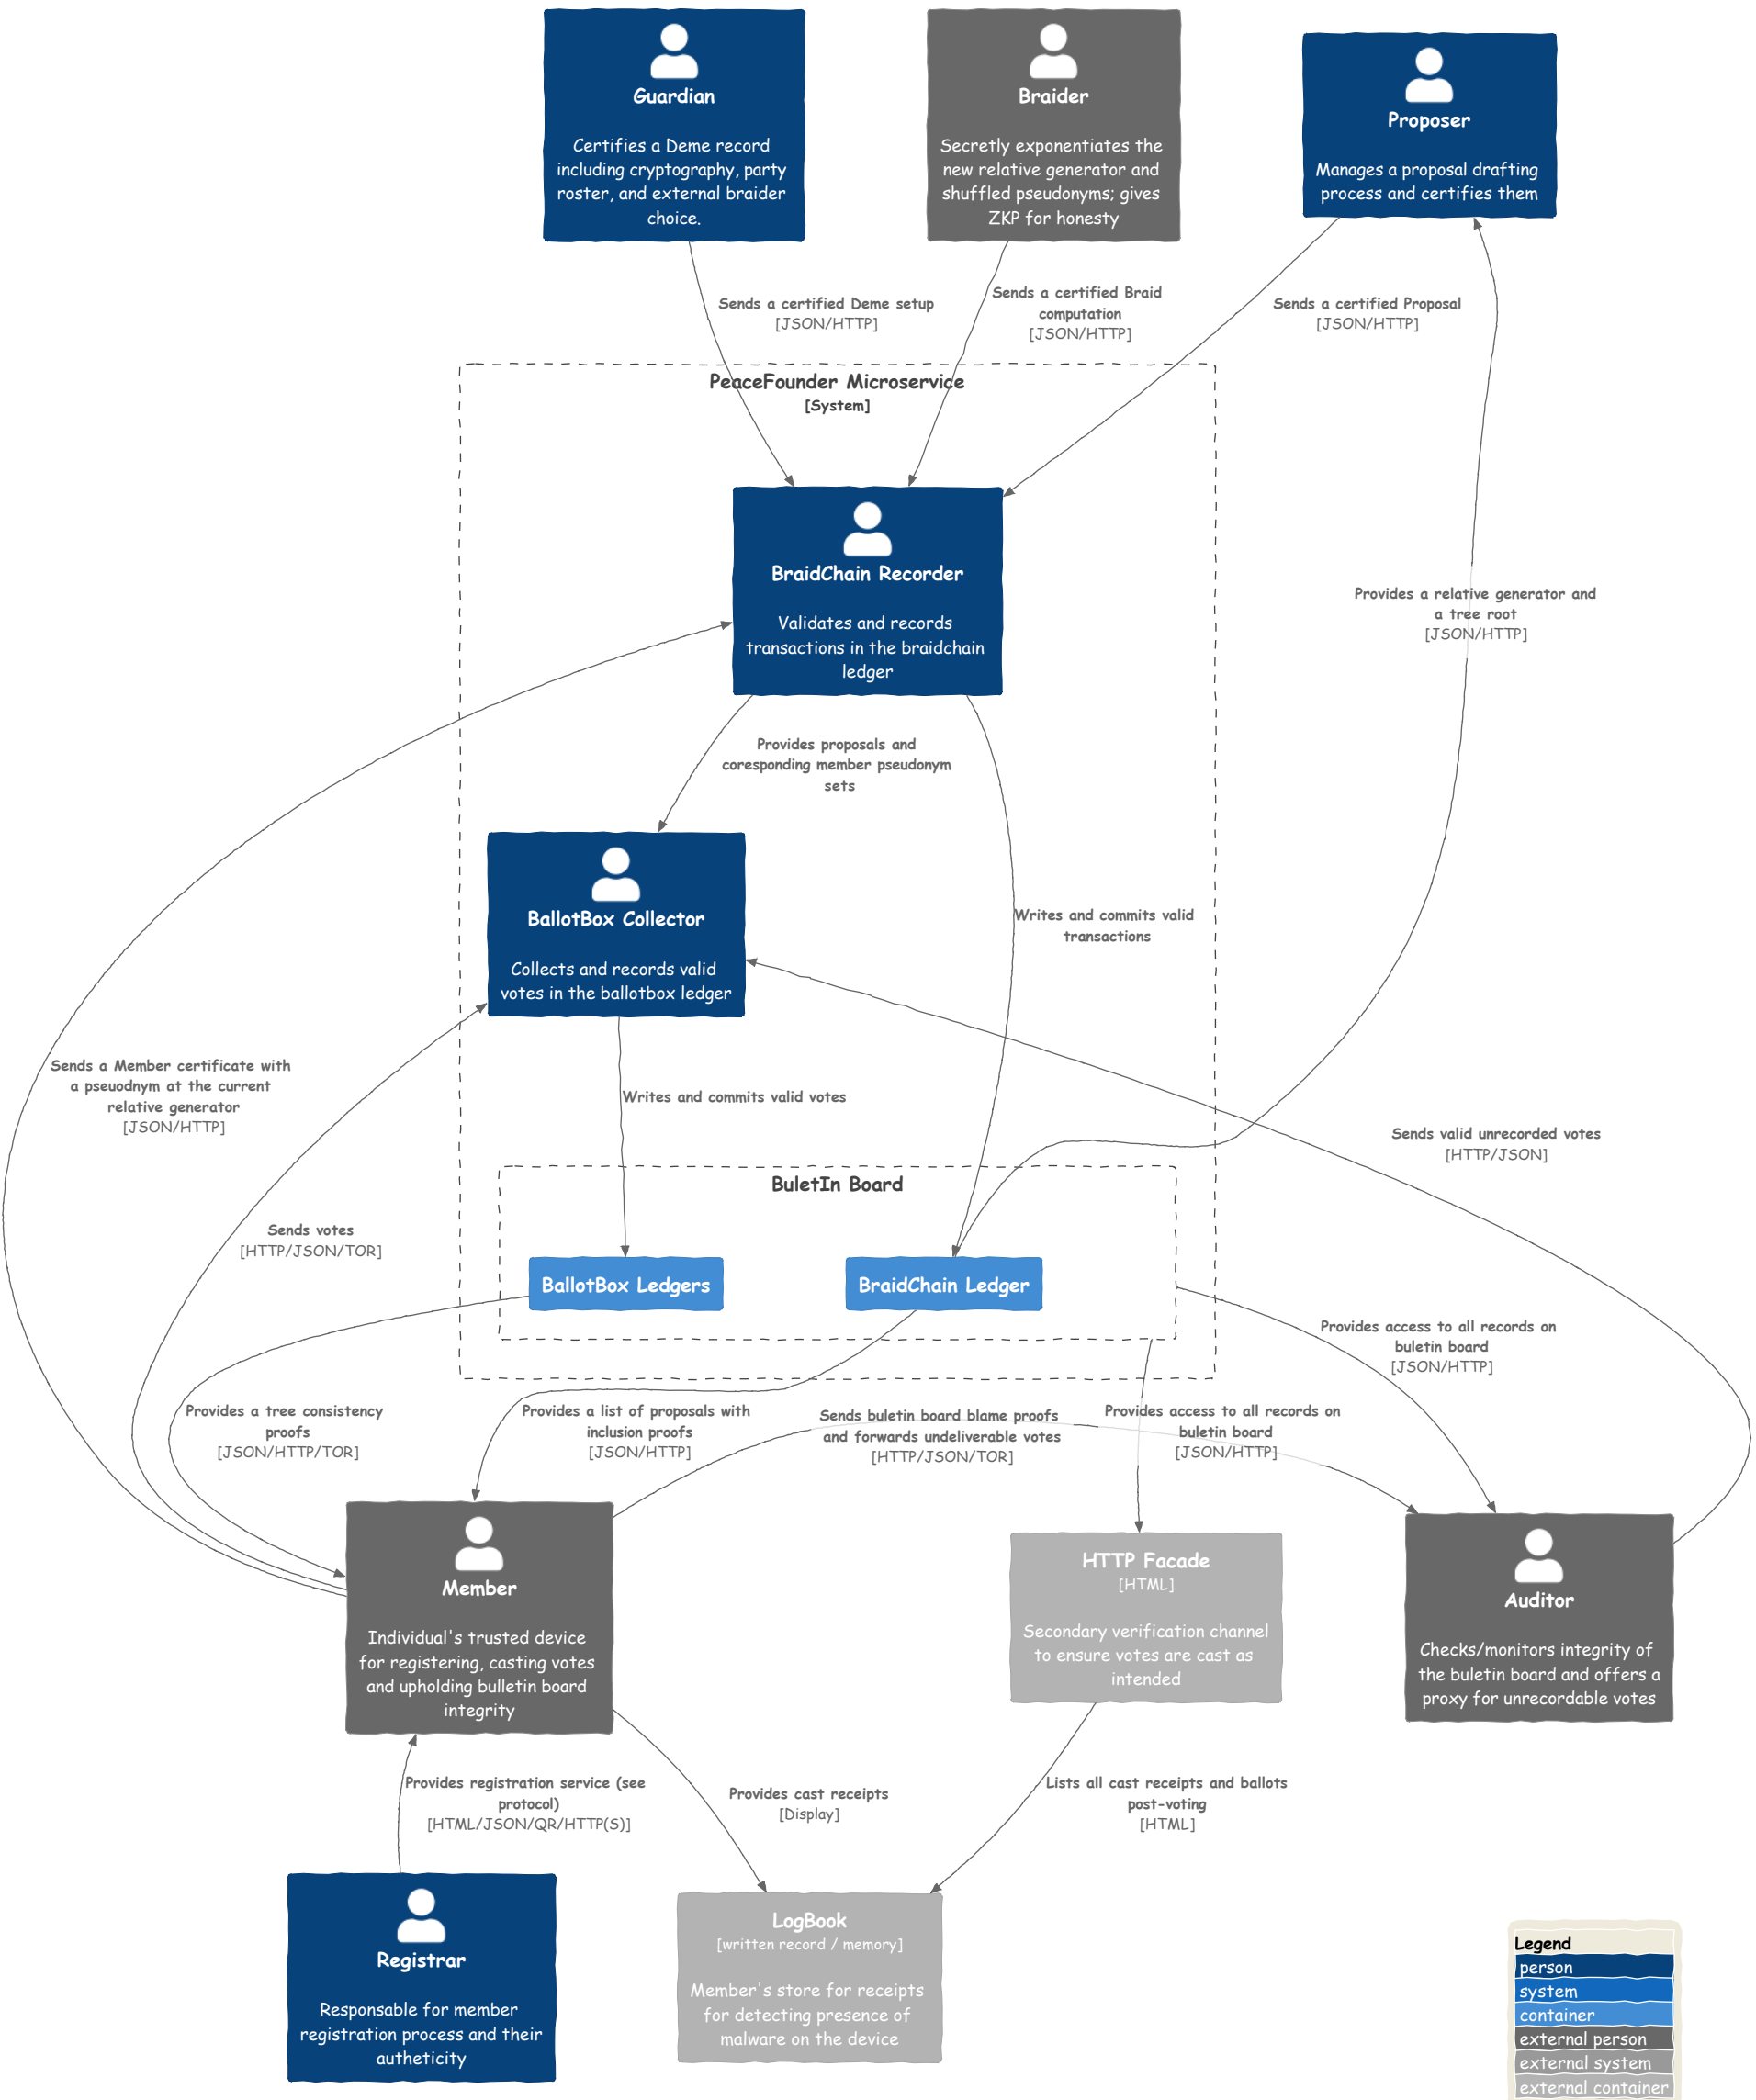 Guardian
Certifies a Deme record
including cryptography, party
roster, and external braider
choice.
Braider
Secretly exponentiates the
new relative generator and
shuffled pseudonyms; gives
ZKP for honesty
Proposer
Manages a proposal drafting
process and certifies them
Sends a certified Deme setup
[JSON/HTTP]
Sends a certified Braid
computation
[JSON/HTTP]
Sends a certified Proposal
[JSON/HTTP]
PeaceFounder Microservice
[System]
BraidChain Recorder
Validates and records
transactions in the braidchain
ledger
Provides a relative generator and
a tree root
[JSON/HTTP]
Provides proposals and
coresponding member pseudonym
sets
BallotBox Collector
Collects and records valid
votes in the ballotbox ledger
Writes and commits valid
transactions
Sends a Member certificate with
a pseuodnym at the current
relative generator
[JSON/HTTP]
Writes and commits valid votes
Sends valid unrecorded votes
[HTTP/JSON]
BuletIn Board
Sends votes
[HTTP/JSON/TOR]
BallotBox Ledgers
BraidChain Ledger
Provides access to all records on
buletin board
[JSON/HTTP]
Provides a tree consistency
proofs
[JSON/HTTP/TOR]
Provides a list of proposals with
inclusion proofs
[JSON/HTTP]
Sends buletin board blame proofs
and forwards undeliverable votes
[HTTP/JSON/TOR]
Provides access to all records on
buletin board
[JSON/HTTP]
Member
Individual's trusted device
for registering, casting votes
and upholding bulletin board
integrity
HTTP Facade
[HTML]
Secondary verification channel
to ensure votes are cast as
intended
Auditor
Checks/monitors integrity of
the buletin board and offers a
proxy for unrecordable votes
Provides registration service (see
protocol)
[HTML/JSON/QR/HTTP(S)]
Provides cast receipts
[Display]
Lists all cast receipts and ballots
post-voting
[HTML]
Registrar
Responsable for member
registration process and their
autheticity
LogBook
[written record / memory]
Member's store for receipts
for detecting presence of
malware on the device
Legend
person
system
container
external person
external system
external container